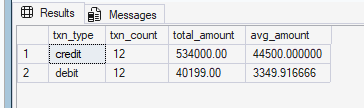 Results Messages
txn_type txn_count total_amount avg_amount
1 credit 12 534000.00 44500.000000
2 debit 12 40199.00 3349.916666